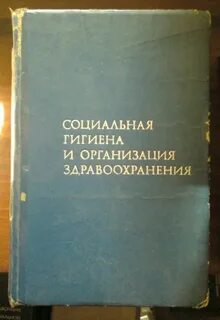 СОЦИАЛЬНАЯ
ГИГИЕНА
И ОРГАНИЗАЦИЯ
ЗДРАВООХРАНЕНИЯ